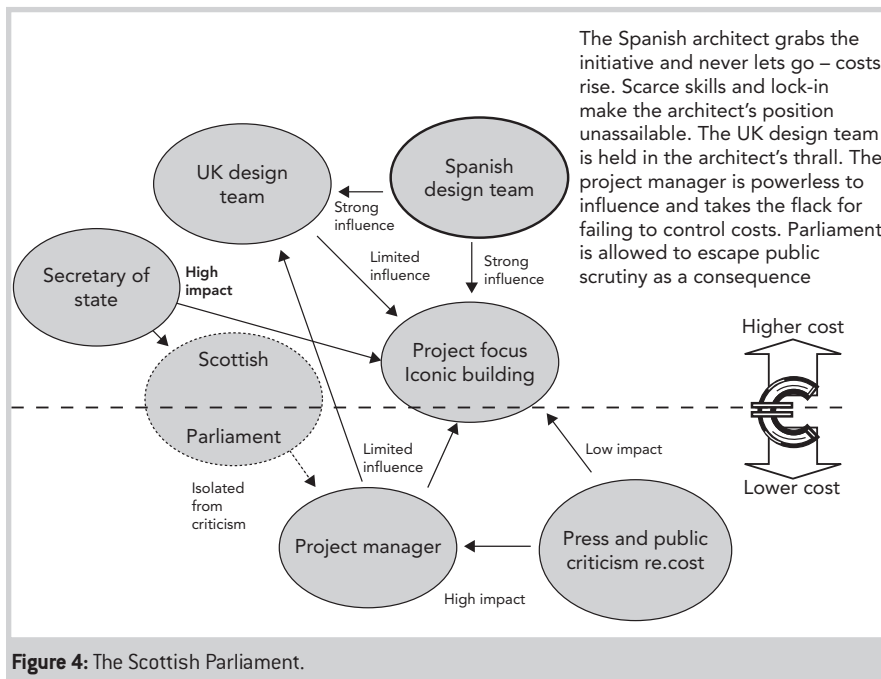 The Spanish architect grabs the
initiative and never lets go – costs
rise. Scarce skills and lock-in
make the architect's position
unassailable. The UK design team
is held in the architect's thrall. The
project manager is powerless to
influence and takes the flack for
failing to control costs. Parliament
is allowed to escape public
scrutiny as a consequence
UK design
team
Spanish
design team
Strong
influence
Limited
influence
Strong
influence
Secretary of
state
High
impact
Scottish
Parliament
Project focus
Iconic building
Higher cost
Lower cost
Isolated
from
criticism
Limited
influence
Low impact
Project manager
Press and public
criticism re.cost
High impact
Figure 4: The Scottish Parliament.